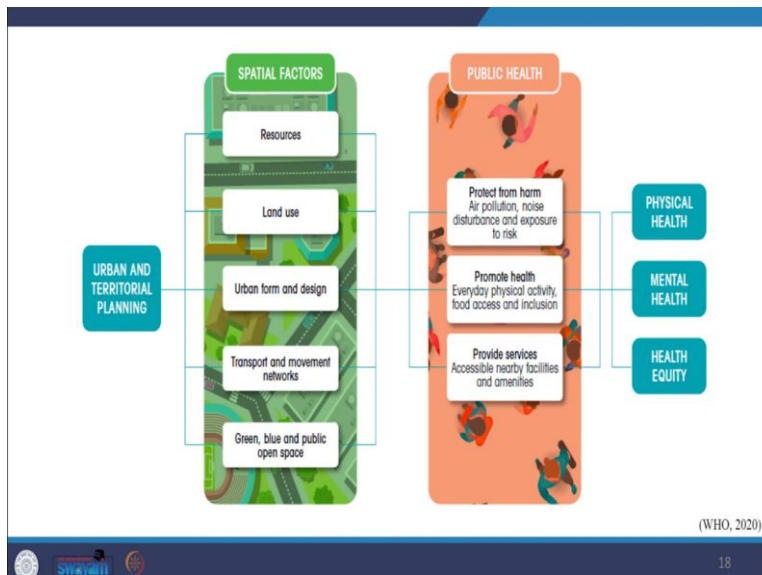 SPATIAL FACTORS
Resources
Land use
Urban form and design
Transport and movement
networks
Green, blue and public
open space
URBAN AND
TERRITORIAL
PLANNING
PUBLIC HEALTH
Protect from harm
Air pollution, noise
disturbance and exposure
to risk
Promote health
Everyday physical activity,
food access and inclusion
Provide services
Accessible nearby facilities
and amenities
PHYSICAL
HEALTH
MENTAL
HEALTH
HEALTH
EQUITY
(WHO, 2020)
swayam
18